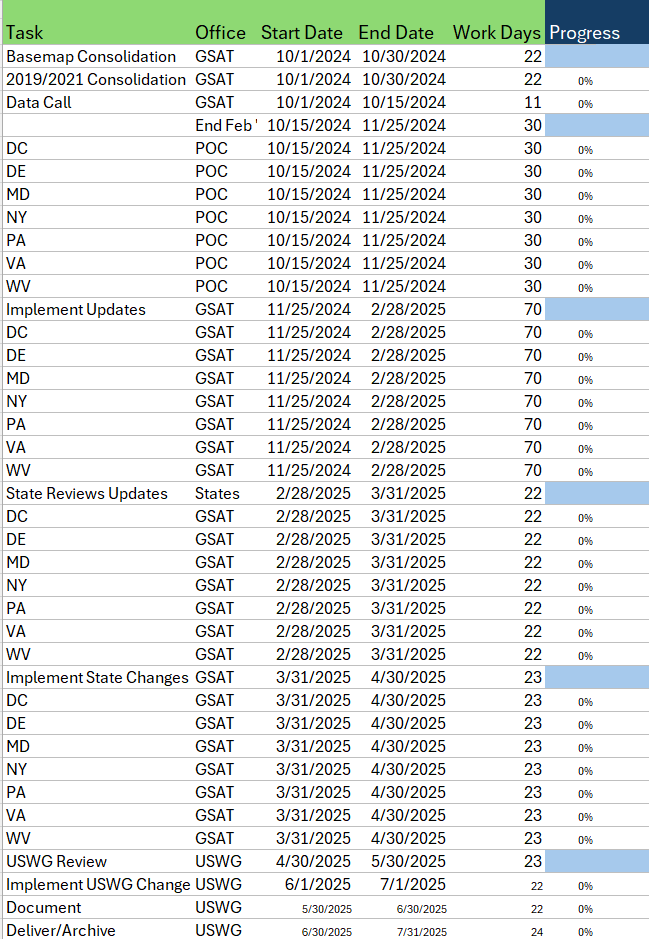 Task Office Start Date End Date Work Days Progress
Basemap Consolidation GSAT 10/1/2024 10/30/2024 22
2019/2021 Consolidation GSAT 10/1/2024 10/30/2024 22 0%
Data Call GSAT 10/1/2024 10/15/2024 11 0%
End Feb ' 10/15/2024 11/25/2024 30
DC POC 10/15/2024 11/25/2024 30 0%
DE POC 10/15/2024 11/25/2024 30 0%
MD POC 10/15/2024 11/25/2024 30 0%
NY POC 10/15/2024 11/25/2024 30 0%
PA POC 10/15/2024 11/25/2024 30 0%
VA POC 10/15/2024 11/25/2024 30 0%
WV POC 10/15/2024 11/25/2024 30 0%
Implement Updates GSAT 11/25/2024 2/28/2025 70
DC GSAT 11/25/2024 2/28/2025 70 0%
DE GSAT 11/25/2024 2/28/2025 70 0%
MD GSAT 11/25/2024 2/28/2025 70 0%
NY GSAT 11/25/2024 2/28/2025 70 0%
PA GSAT 11/25/2024 2/28/2025 70 0%
VA GSAT 11/25/2024 2/28/2025 70 0%
WV GSAT 11/25/2024 2/28/2025 70 0%
State Reviews Updates States 2/28/2025 3/31/2025 22
DC GSAT 2/28/2025 3/31/2025 22 0%
DE GSAT 2/28/2025 3/31/2025 22 0%
MD GSAT 2/28/2025 3/31/2025 22 0%
NY GSAT 2/28/2025 3/31/2025 22 0%
PA GSAT 2/28/2025 3/31/2025 22 0%
VA GSAT 2/28/2025 3/31/2025 22 0%
WV GSAT 2/28/2025 3/31/2025 22 0%
Implement State Changes GSAT 3/31/2025 4/30/2025 23
DC GSAT 3/31/2025 4/30/2025 23 0%
DE GSAT 3/31/2025 4/30/2025 23 0%
MD GSAT 3/31/2025 4/30/2025 23 0%
NY GSAT 3/31/2025 4/30/2025 23 0%
PA GSAT 3/31/2025 4/30/2025 23 0%
VA GSAT 3/31/2025 4/30/2025 23 0%
WV GSAT 3/31/2025 4/30/2025 23 0%
USWG Review USWG 4/30/2025 5/30/2025 23
Implement USWG Change USWG 6/1/2025 7/1/2025 22 0%
Document USWG 5/30/2025 6/30/2025 22 0%
Deliver/Archive USWG 6/30/2025 7/31/2025 24 0%